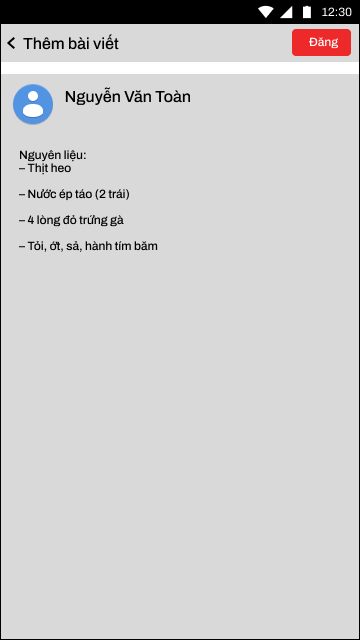 12:30
Thêm bài viết
Đăng
Nguyễn Văn Toàn
Nguyên liệu:
– Thịt heo
– Nước ép táo (2 trái)
– 4 lòng đỏ trứng gà
– Tỏi, ớt, sả, hành tím băm